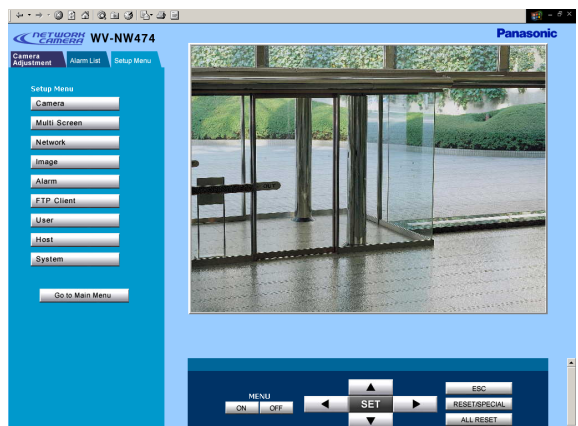 NETWORK CAMERA WV-NW474
Panasonic
Camera Adjustment
Alarm List
Setup Menu
Setup Menu
Camera
Multi Screen
Network
Image
Alarm
FTP Client
User
Host
System
Go to Main Menu
MENU
ON
OFF
SET
ESC
RESET/SPECIAL
ALL RESET